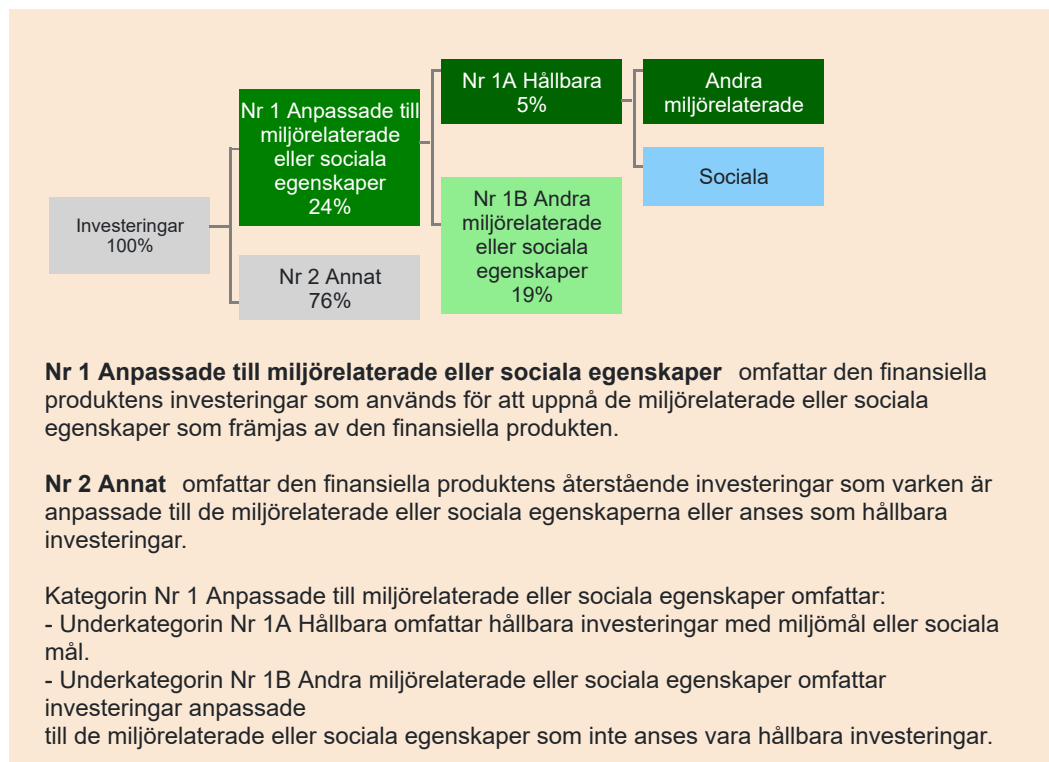 Investeringar
100%
Nr 1 Anpassade till
miljörelaterade
eller sociala
egenskaper
24%
Nr 2 Annat
76%
Nr 1A Hållbara
5%
Nr 1B Andra
miljörelaterade
eller sociala
egenskaper
19%
Andra
miljörelaterade
Sociala
Nr 1 Anpassade till miljörelaterade eller sociala egenskaper omfattar den finansiella
produktens investeringar som används för att uppnå de miljörelaterade eller sociala
egenskaper som främjas av den finansiella produkten.
Nr 2 Annat omfattar den finansiella produktens återstående investeringar som varken är
anpassade till de miljörelaterade eller sociala egenskaperna eller anses som hållbara
investeringar.
Kategorin Nr 1 Anpassade till miljörelaterade eller sociala egenskaper omfattar:
- Underkategorin Nr 1A Hållbara omfattar hållbara investeringar med miljömål eller sociala
mål.
- Underkategorin Nr 1B Andra miljörelaterade eller sociala egenskaper omfattar
investeringar anpassade
till de miljörelaterade eller sociala egenskaper som inte anses vara hållbara investeringar.